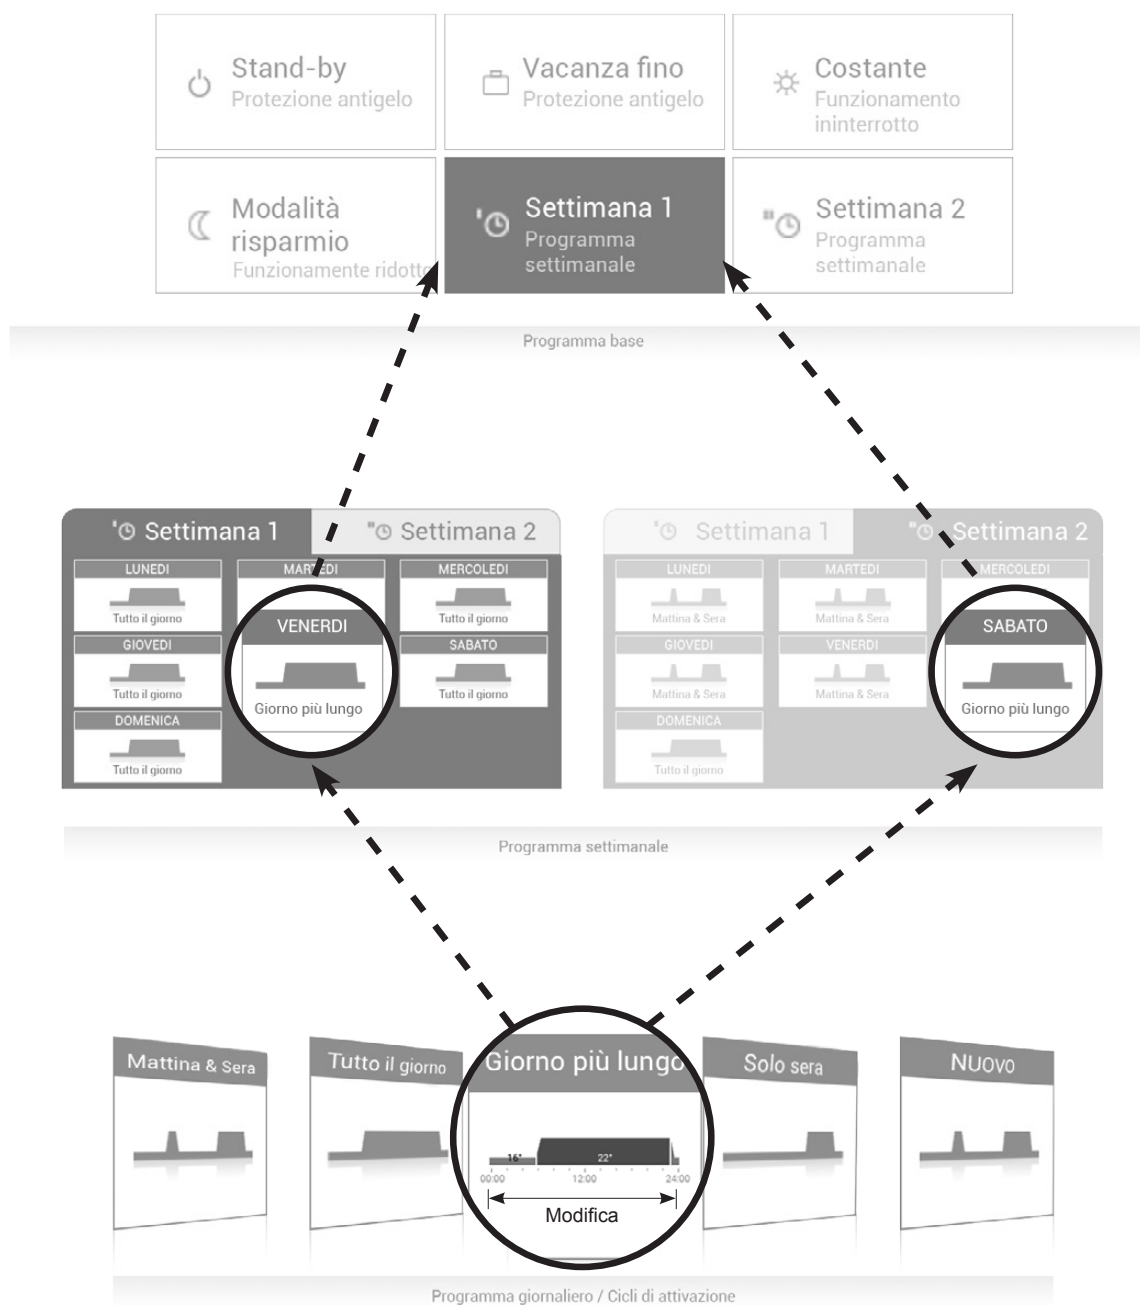 Stand-by
Protezione antigelo
Vacanza fino
Protezione antigelo
Costante
Funzionamento
ininterrotto
Modalità
risparmio
Funzionamente ridotto
Settimana 1
Programma
settimanale
Settimana 2
Programma
settimanale
Programma base
Settimana 1
Settimana 2
LUNEDI
MARTEDI
MERCOLEDI
Tutto il giorno
Tutto il giorno
VENERDI
Giorno più lungo
GIOVEDI
SABATO
Tutto il giorno
Tutto il giorno
DOMENICA
Tutto il giorno
Settimana 1
Settimana 2
LUNEDI
MARTEDI
MERCOLEDI
Mattina & Sera
Mattina & Sera
SABATO
Giorno più lungo
GIOVEDI
VENERDI
Mattina & Sera
Mattina & Sera
DOMENICA
Tutto il giorno
Programma settimanale
Mattina & Sera
Tutto il giorno
Giorno più lungo
Solo sera
NUOVO
16°
22°
00:00
12:00
24:00
Modifica
Programma giornaliero / Cicli di attivazione